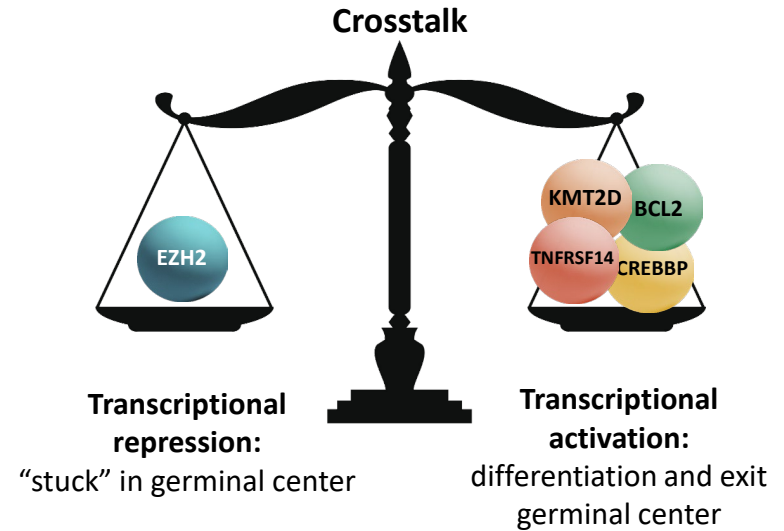 Crosstalk
EZH2
KMT2D
BCL2
TNFRSF14
CREBBP
Transcriptional
repression:
“stuck” in germinal center
Transcriptional
activation:
differentiation and exit
germinal center